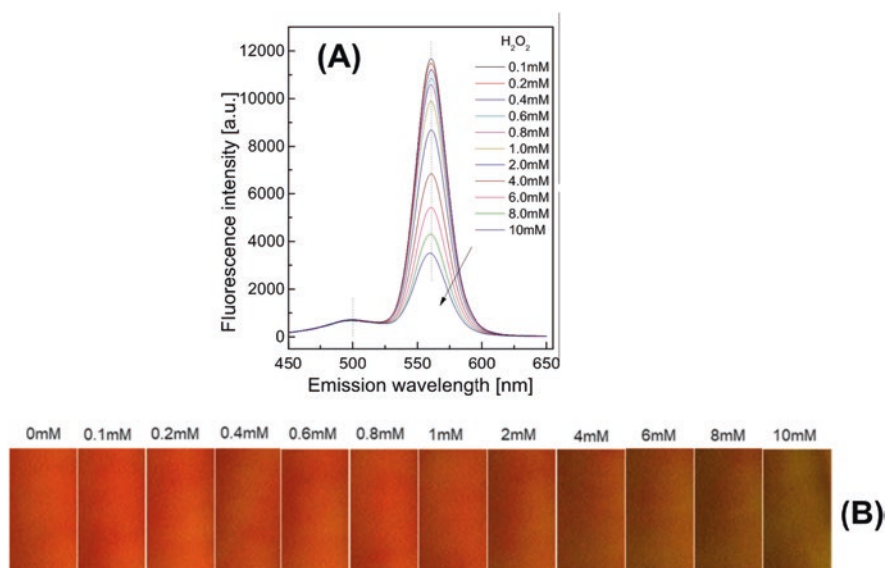 (A)
H₂O₂
0.1mM
0.2mM
0.4mM
0.6mM
0.8mM
1.0mM
2.0mM
4.0mM
6.0mM
8.0mM
10mM
Fluorescence intensity [a.u.]
12000
10000
8000
6000
4000
2000
0
450 500 550 600 650
Emission wavelength [nm]
0mM 0.1mM 0.2mM 0.4mM 0.6mM 0.8mM 1mM 2mM 4mM 6mM 8mM 10mM
(B)